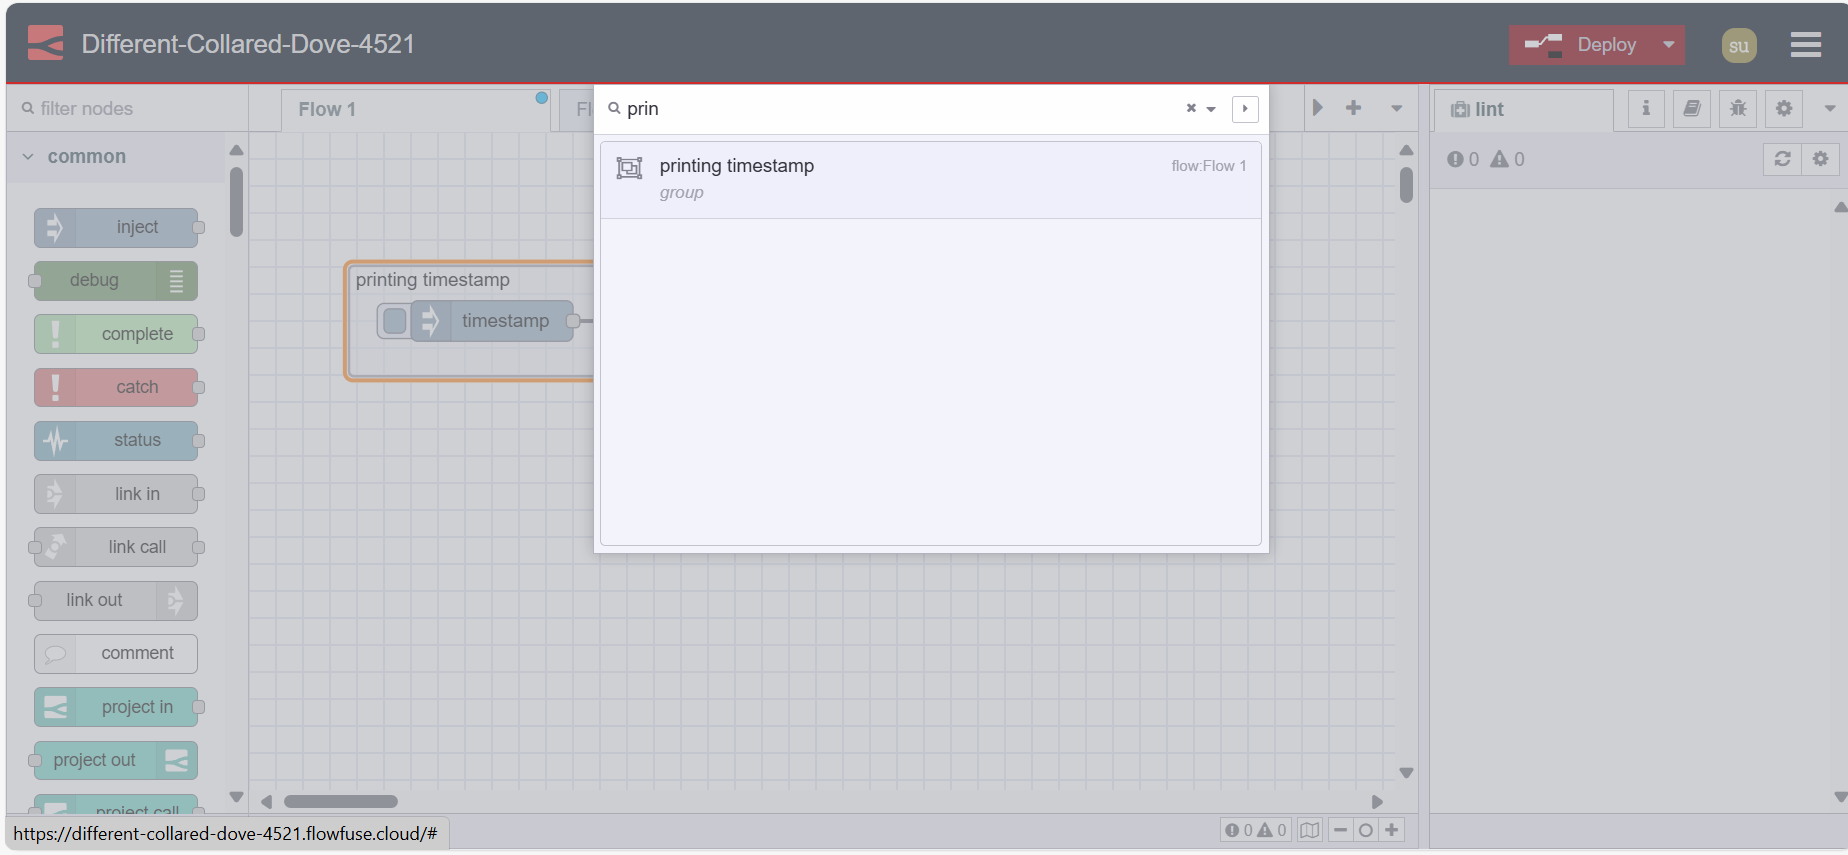 Different-Collared-Dove-4521
Deploy
su
filter nodes
Flow 1
Fl
prin
lint
common
printing timestamp
flow:Flow 1
group
0 0
inject
debug
complete
catch
status
link in
link call
link out
comment
project in
project out
project call
printing timestamp
timestamp
https://different-collared-dove-4521.flowfuse.cloud/#
0 0